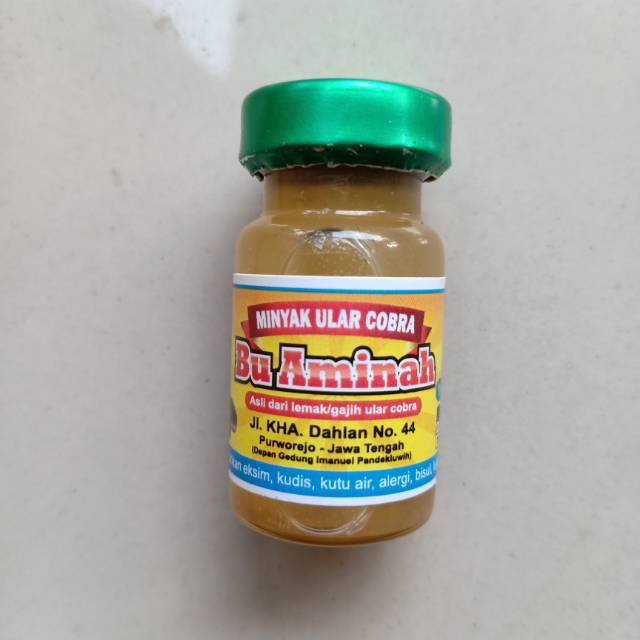 MINYAK ULAR COBRA
Bu Aminah
Asli dari lemak/gajih ular cobra
Jl. KHA. Dahlan No. 44
Purworejo - Jawa Tengah
(Depan Gedung Imanuel Pandekluwih)
eksim, kudis, kutu air, alergi, bisul,